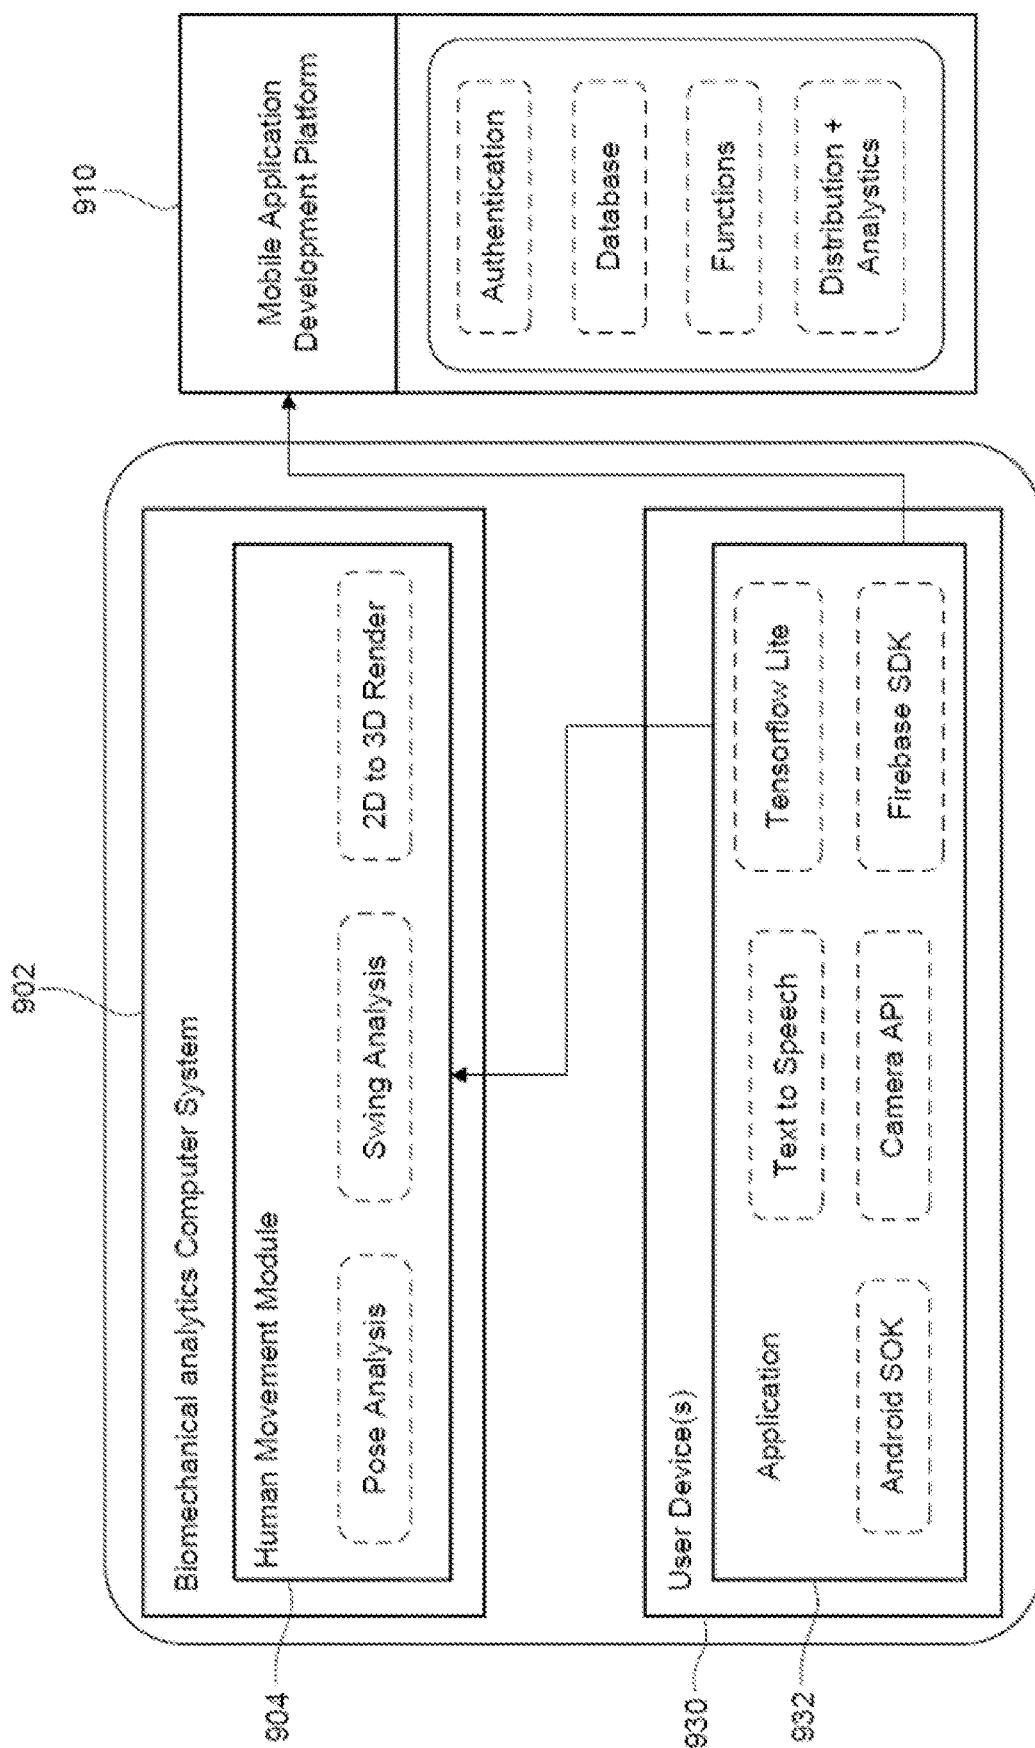 902
Biomechanical analytics Computer System
904
Human Movement Module
Pose Analysis
Swing Analysis
2D to 3D Render
930
User Device(s)
932
Application
Text to Speech
Tensorflow Lite
Android SOK
Camera API
Firebase SDK
910
Mobile Application
Development Platform
Authentication
Database
Functions
Distribution +
Analystics